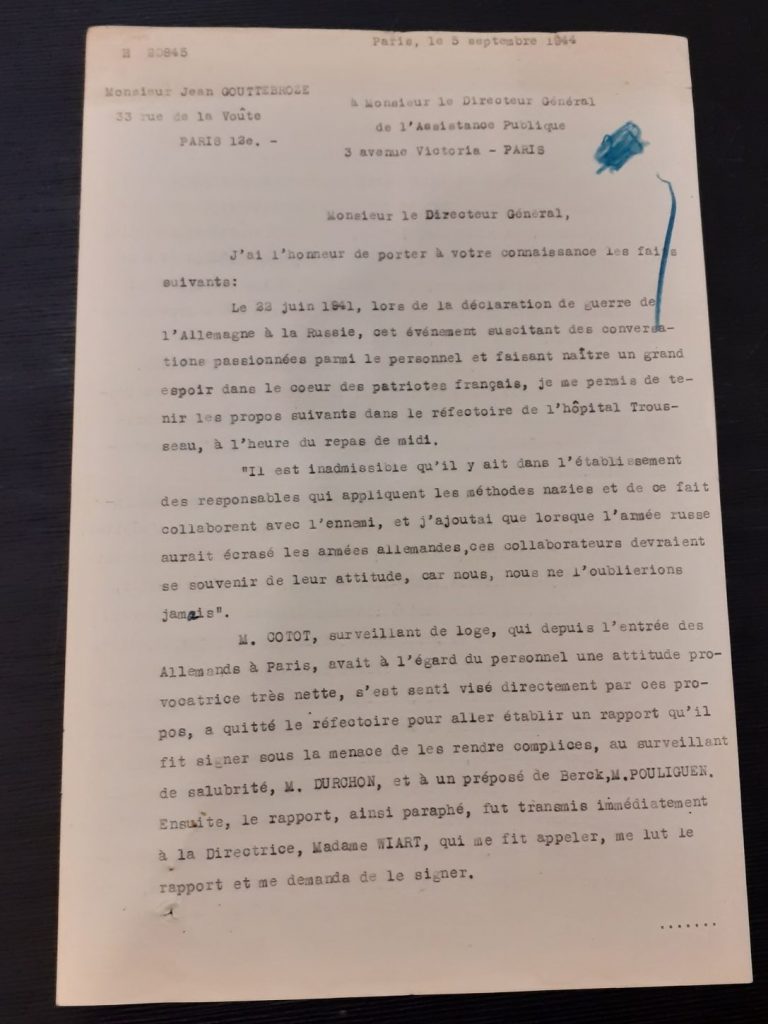 E 20845
Paris, le 5 septembre 1944
Monsieur Jean GOUTTEBROZE
33 rue de la Voûte
PARIS 12e. -
à Monsieur le Directeur Général
de l'Assistance Publique
3 avenue Victoria - PARIS
Monsieur le Directeur Général,
J'ai l'honneur de porter à votre connaissance les faits
suivants:
Le 22 juin 1941, lors de la déclaration de guerre de
l'Allemagne à la Russie, cet événement suscitant des conversa-
tions passionnées parmi le personnel et faisant naître un grand
espoir dans le coeur des patriotes français, je me permis de te-
nir les propos suivants dans le réfectoire de l'hôpital Trous-
seau, à l'heure du repas de midi.
"Il est inadmissible qu'il y ait dans l'établissement
des responsables qui appliquent les méthodes nazies et de ce fait
collaborent avec l'ennemi, et j'ajoutai que lorsque l'armée russe
aurait écrasé les armées allemandes,ces collaborateurs devraient
se souvenir de leur attitude, car nous, nous ne l'oublierions
jamais".
M. COTOT, surveillant de loge, qui depuis l'entrée des
Allemands à Paris, avait à l'égard du personnel une attitude pro-
vocatrice très nette, s'est senti visé directement par ces pro-
pos, a quitté le réfectoire pour aller établir un rapport qu'il
fit signer sous la menace de les rendre complices, au surveillant
de salubrité, M. DURCHON, et à un préposé de Berck,M.POULIGUEN.
Ensuite, le rapport, ainsi paraphé, fut transmis immédiatement
à la Directrice, Madame WIART, qui me fit appeler, me lut le
rapport et me demanda de le signer.
.......